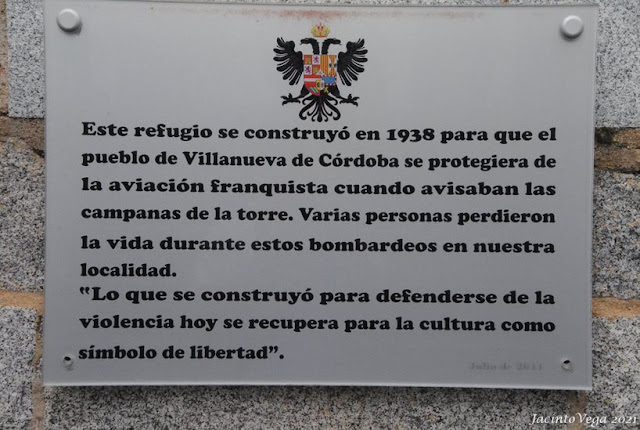 Este refugio se construyó en 1938 para que el
pueblo de Villanueva de Córdoba se protegiera de
la aviación franquista cuando avisaban las
campanas de la torre. Varias personas perdieron
la vida durante estos bombardeos en nuestra
localidad.
"Lo que se construyó para defenderse de la
violencia hoy se recupera para la cultura como
símbolo de libertad".
Julio de 2011
Jacinto Vega 2021